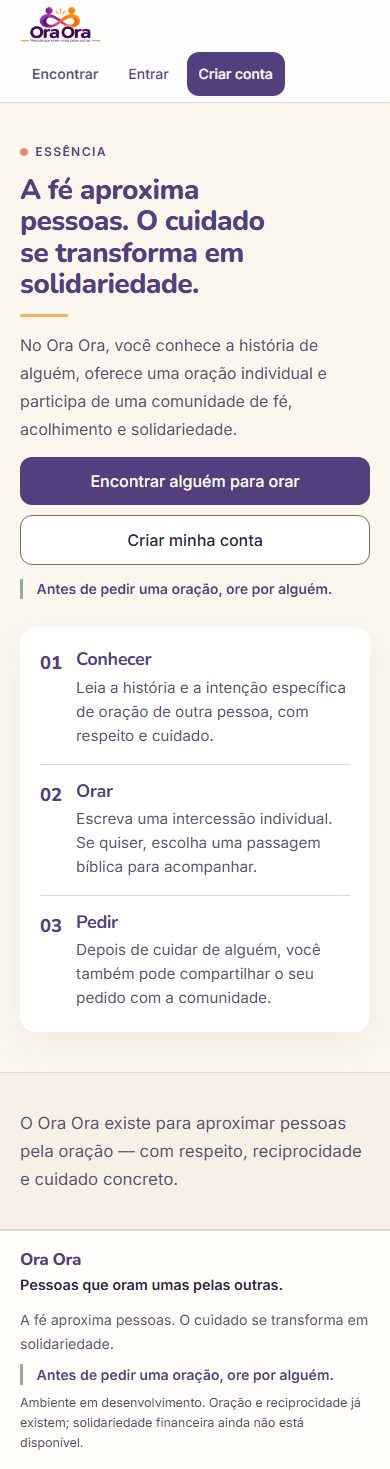 Ora Ora
Encontrar
Entrar
Criar conta
ESSÊNCIA
A fé aproxima
pessoas. O cuidado
se transforma em
solidariedade.
No Ora Ora, você conhece a história de
alguém, oferece uma oração individual e
participa de uma comunidade de fé,
acolhimento e solidariedade.
Encontrar alguém para orar
Criar minha conta
Antes de pedir uma oração, ore por alguém.
01 Conhecer
Leia a história e a intenção específica
de oração de outra pessoa, com
respeito e cuidado.
02 Orar
Escreva uma intercessão individual.
Se quiser, escolha uma passagem
bíblica para acompanhar.
03 Pedir
Depois de cuidar de alguém, você
também pode compartilhar o seu
pedido com a comunidade.
O Ora Ora existe para aproximar pessoas
pela oração — com respeito, reciprocidade
e cuidado concreto.
Ora Ora
Pessoas que oram umas pelas outras.
A fé aproxima pessoas. O cuidado se transforma em
solidariedade.
Antes de pedir uma oração, ore por alguém.
Ambiente em desenvolvimento. Oração e reciprocidade já
existem; solidariedade financeira ainda não está
disponível.